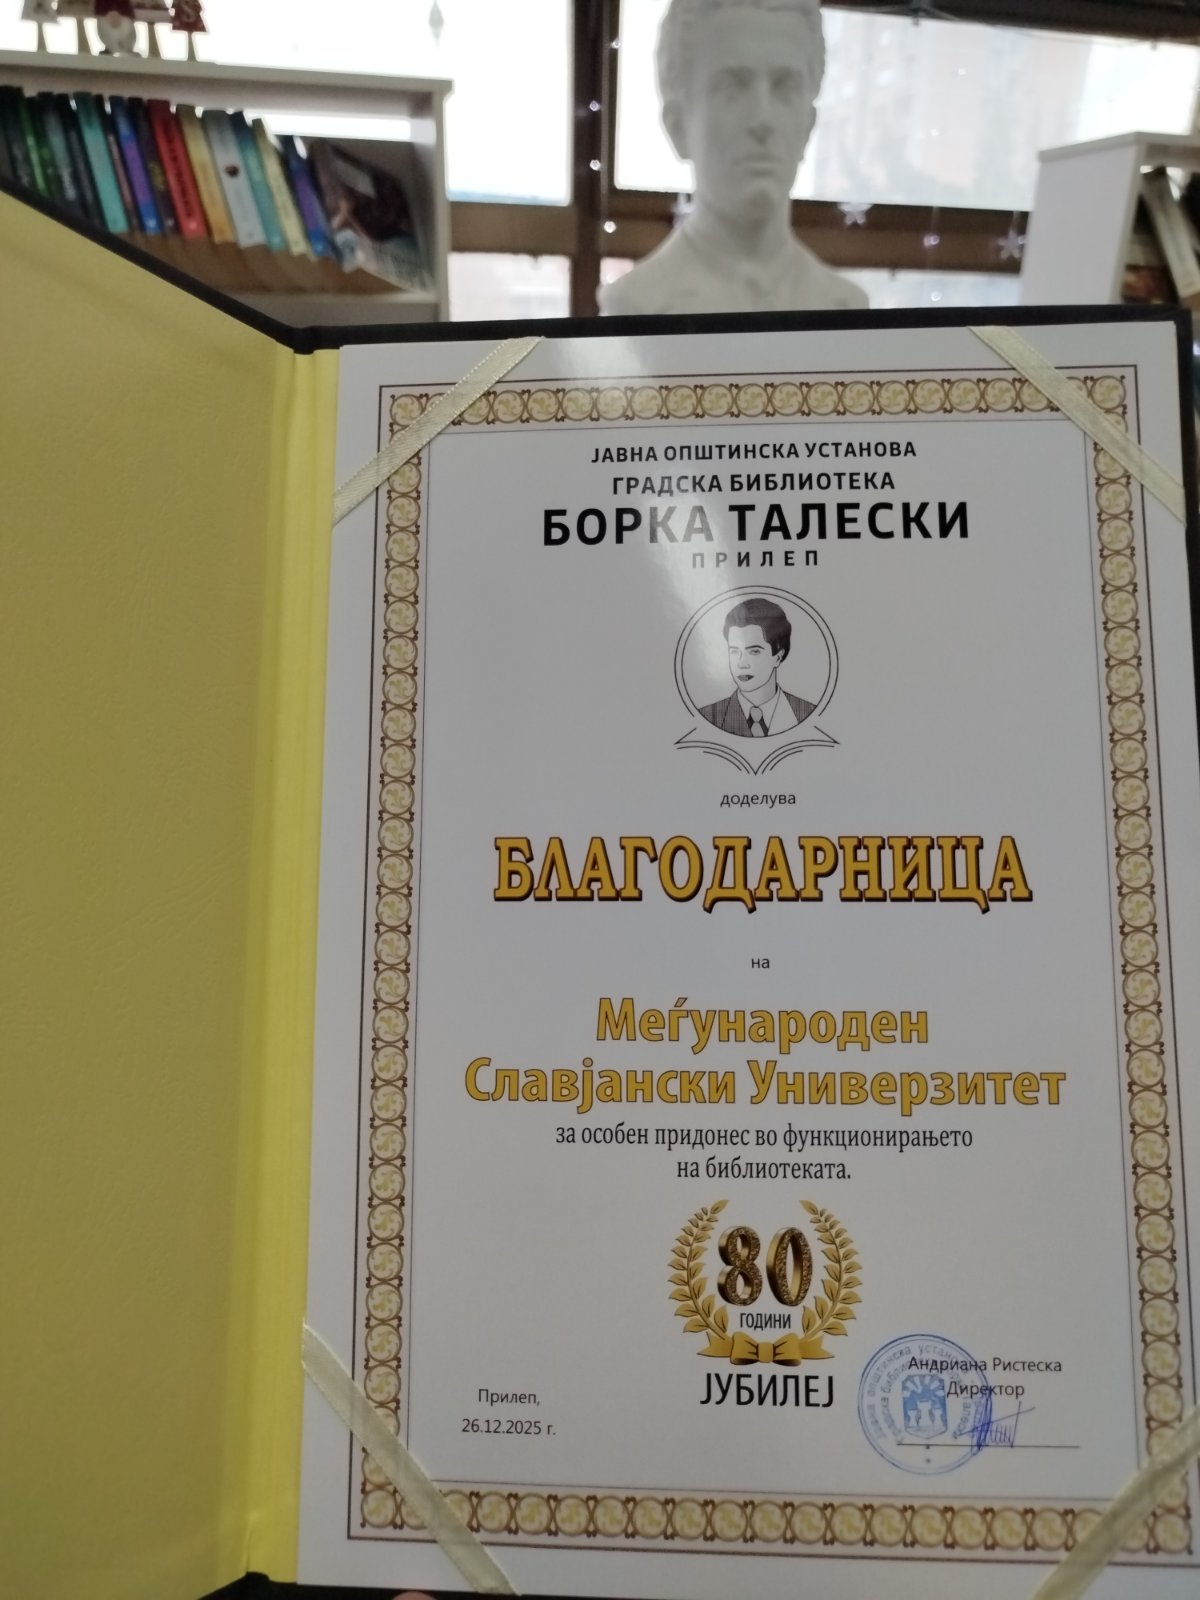 ЈАВНА ОПШТИНСКА УСТАНОВА
ГРАДСКА БИБЛИОТЕКА
БОРКА ТАЛЕСКИ
ПРИЛЕП
доделува
БЛАГОДАРНИЦА
на
Меѓународен
Славјански Универзитет
за особен придонес во функционирањето
на библиотеката.
80
ГОДИНИ
ЈУБИЛЕЈ
Прилеп,
26.12.2025 г.
Андриана Ристеска
Директор